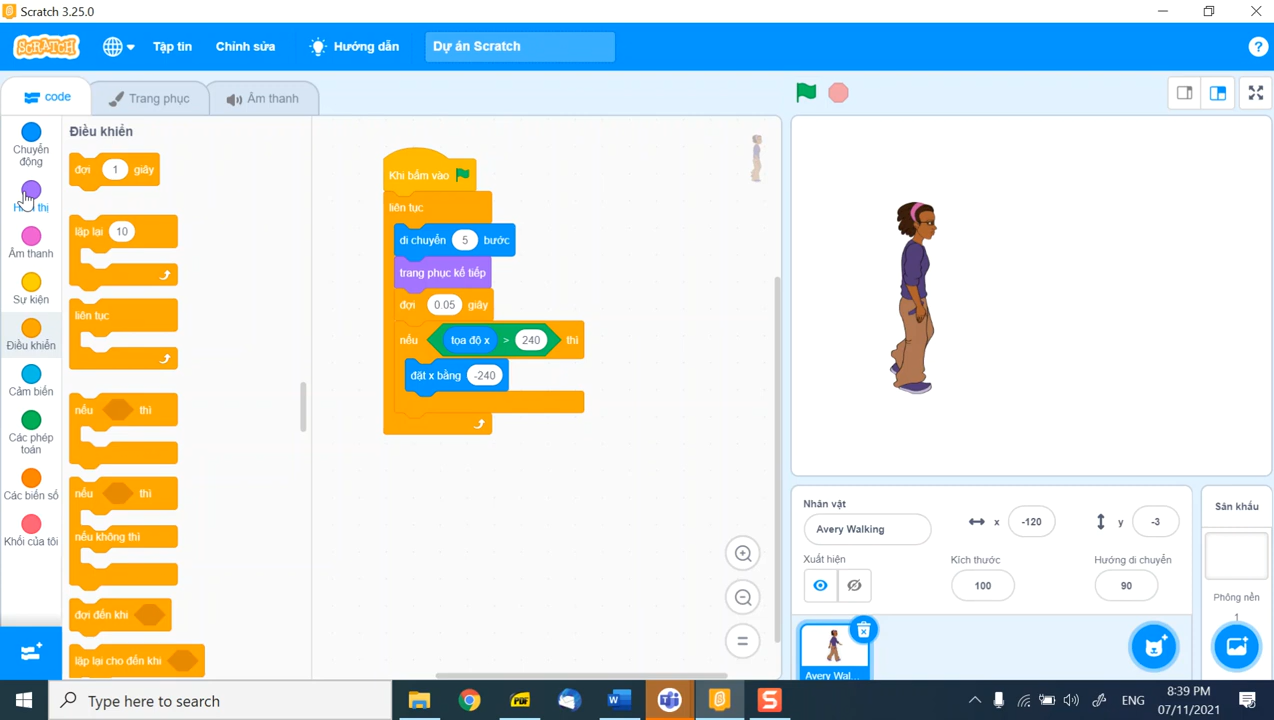 Scratch 3.25.0
SCRATCH
Tập tin
Chỉnh sửa
Hướng dẫn
Dự án Scratch
code
Trang phục
Âm thanh
Chuyển
động
Âm thanh
Sự kiện
Điều khiển
Cảm biến
Các phép
toán
Các biến số
Khối của tôi
Điều khiển
đợi 1 giây
lặp lại 10
liên tục
nếu thì
nếu thì
nếu không thì
đợi đến khi
lặp lại cho đến khi
Khi bấm vào
liên tục
di chuyển 5 bước
trang phục kế tiếp
đợi 0.05 giây
nếu tọa độ x > 240 thì
đặt x bằng -240
Nhân vật
Avery Walking
x -120
y -3
Xuất hiện
Kích thước
100
Hướng di chuyển
90
Avery Wal...
Sân khấu
Phông nền
1
Type here to search
PDF
ENG
8:39 PM
07/11/2021